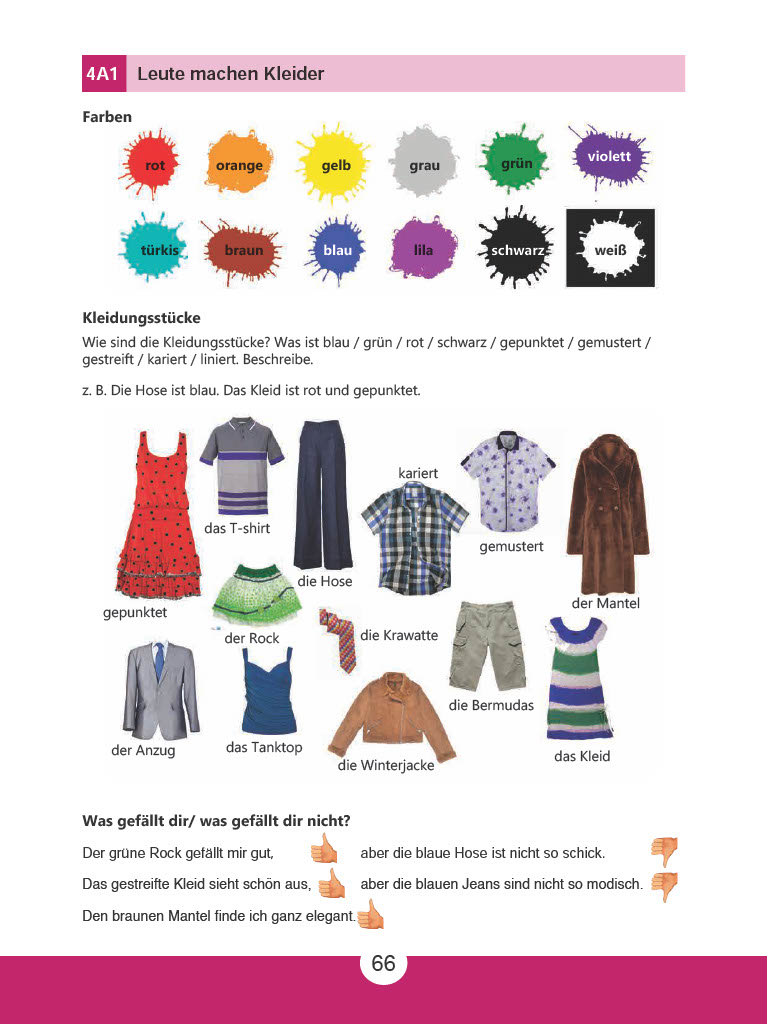 4A1 Leute machen Kleider
Farben
rot orange gelb grau grün violett
türkis braun blau lila schwarz weiß
Kleidungsstücke
Wie sind die Kleidungsstücke? Was ist blau / grün / rot / schwarz / gepunktet / gemustert /
gestreift / kariert / liniert. Beschreibe.
z. B. Die Hose ist blau. Das Kleid ist rot und gepunktet.
kariert
das T-shirt
gemustert
die Hose
der Mantel
gepunktet
der Rock
die Krawatte
die Bermudas
der Anzug
das Tanktop
die Winterjacke
das Kleid
Was gefällt dir/ was gefällt dir nicht?
Der grüne Rock gefällt mir gut, aber die blaue Hose ist nicht so schick.
Das gestreifte Kleid sieht schön aus, aber die blauen Jeans sind nicht so modisch.
Den braunen Mantel finde ich ganz elegant.
66